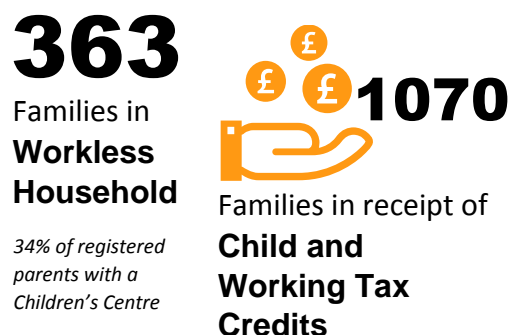 363
Families in
Workless
Household
34% of registered
parents with a
Children's Centre
£
£
£
1070
Families in receipt of
Child and
Working Tax
Credits